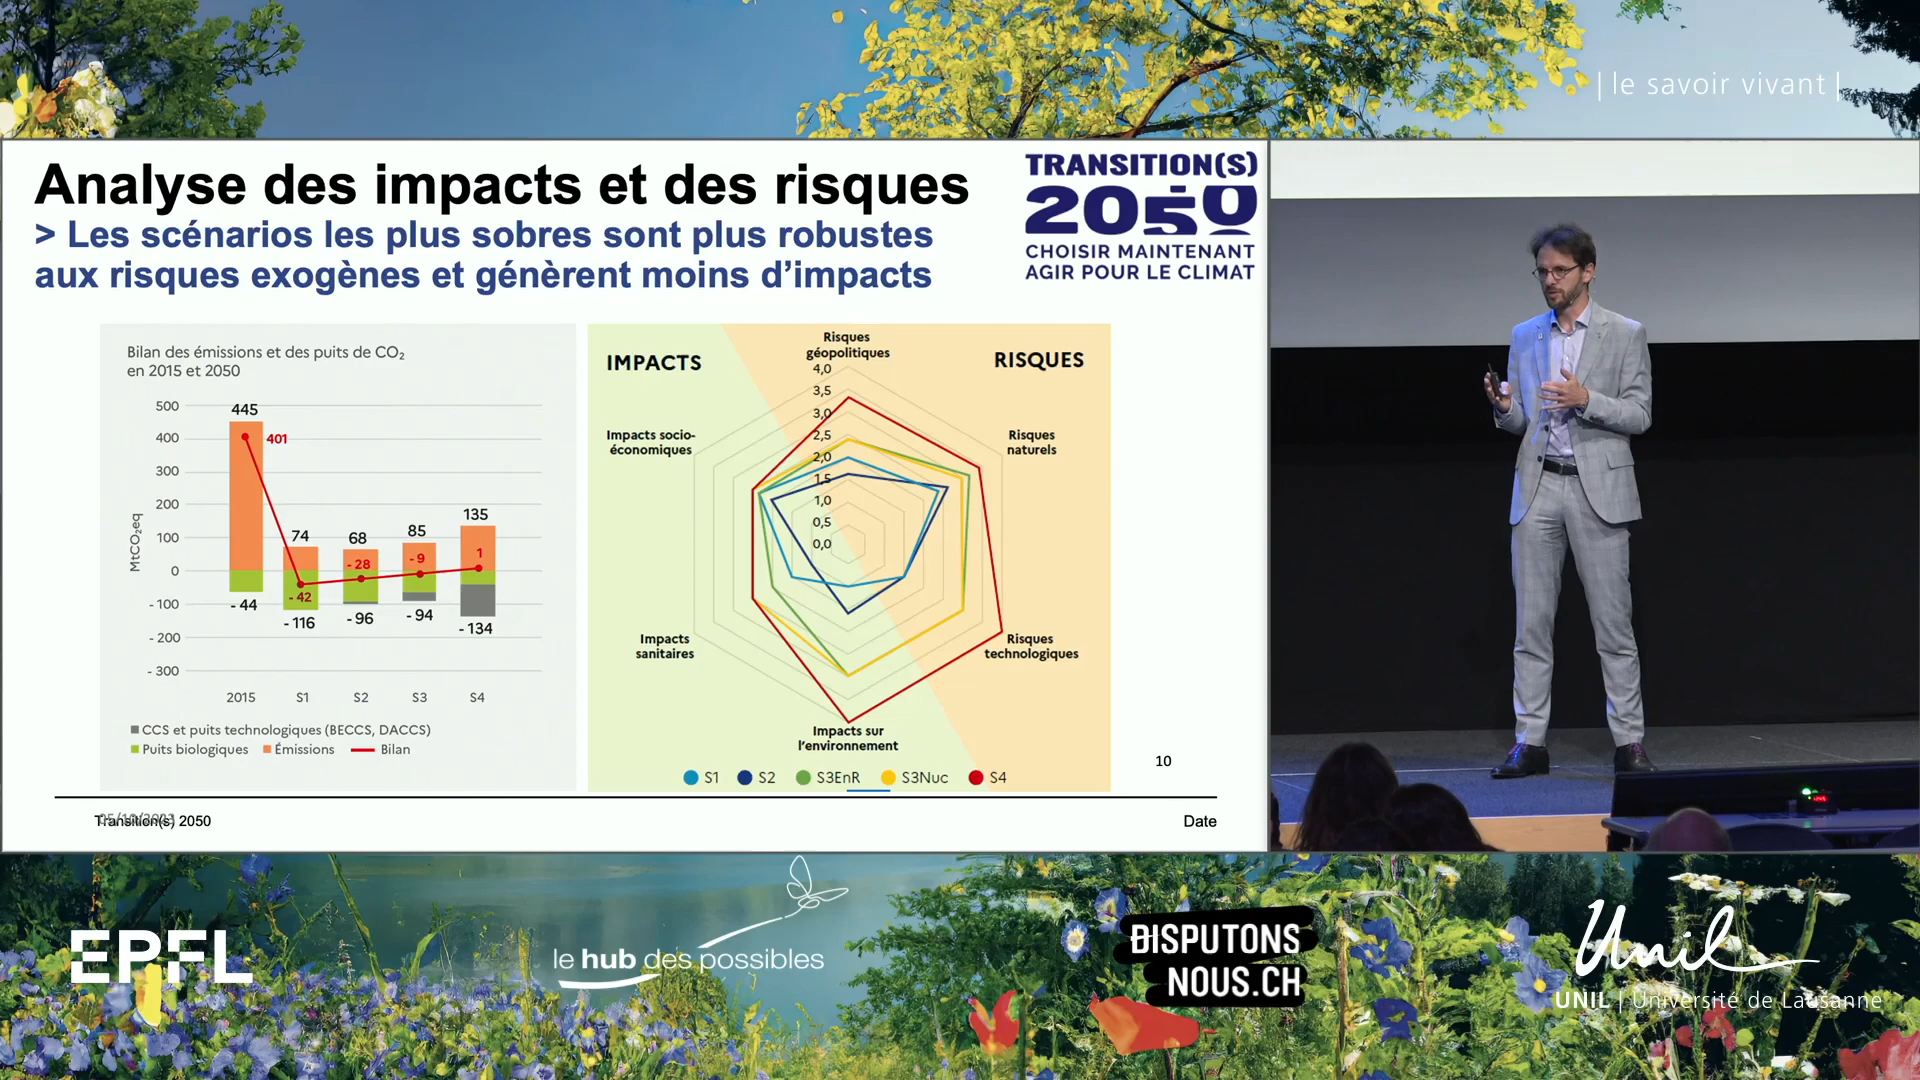 | le savoir vivant |
Analyse des impacts et des risques
> Les scénarios les plus sobres sont plus robustes
aux risques exogènes et génèrent moins d’impacts
TRANSITION(S)
2050
CHOISIR MAINTENANT
AGIR POUR LE CLIMAT
Bilan des émissions et des puits de CO₂
en 2015 et 2050
MtCO₂eq
500
400
300
200
100
0
- 100
- 200
- 300
445
401
- 44
74
- 42
- 116
68
- 28
- 96
85
- 9
- 94
135
1
- 134
2015 S1 S2 S3 S4
CCS et puits technologiques (BECCS, DACCS)
Puits biologiques Émissions Bilan
IMPACTS
RISQUES
Risques
géopolitiques
4,0
3,5
3,0
2,5
2,0
1,5
1,0
0,5
0,0
Impacts socio-
économiques
Risques
naturels
Impacts
sanitaires
Risques
technologiques
Impacts sur
l’environnement
S1 S2 S3EnR S3Nuc S4
10
Transition(s) 2050
Date
EPFL
le hub des possibles
DISPUTONS
NOUS.CH
Unil
UNIL | Université de Lausanne